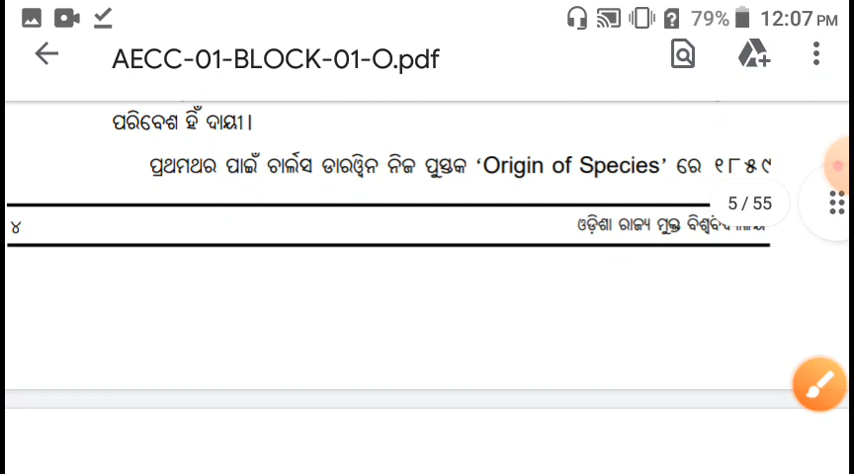 79% 12:07 PM
AECC-01-BLOCK-01-O.pdf
ପରିବେଶ ହିଁ ଦାୟୀ।
ପ୍ରଥମଥର ପାଇଁ ଚାର୍ଲସ ଡାରୱିନ ନିଜ ପୁସ୍ତକ ‘Origin of Species’ ରେ ୧୮୫୯
5 / 55
୪ ଓଡ଼ିଶା ରାଜ୍ୟ ମୁକ୍ତ